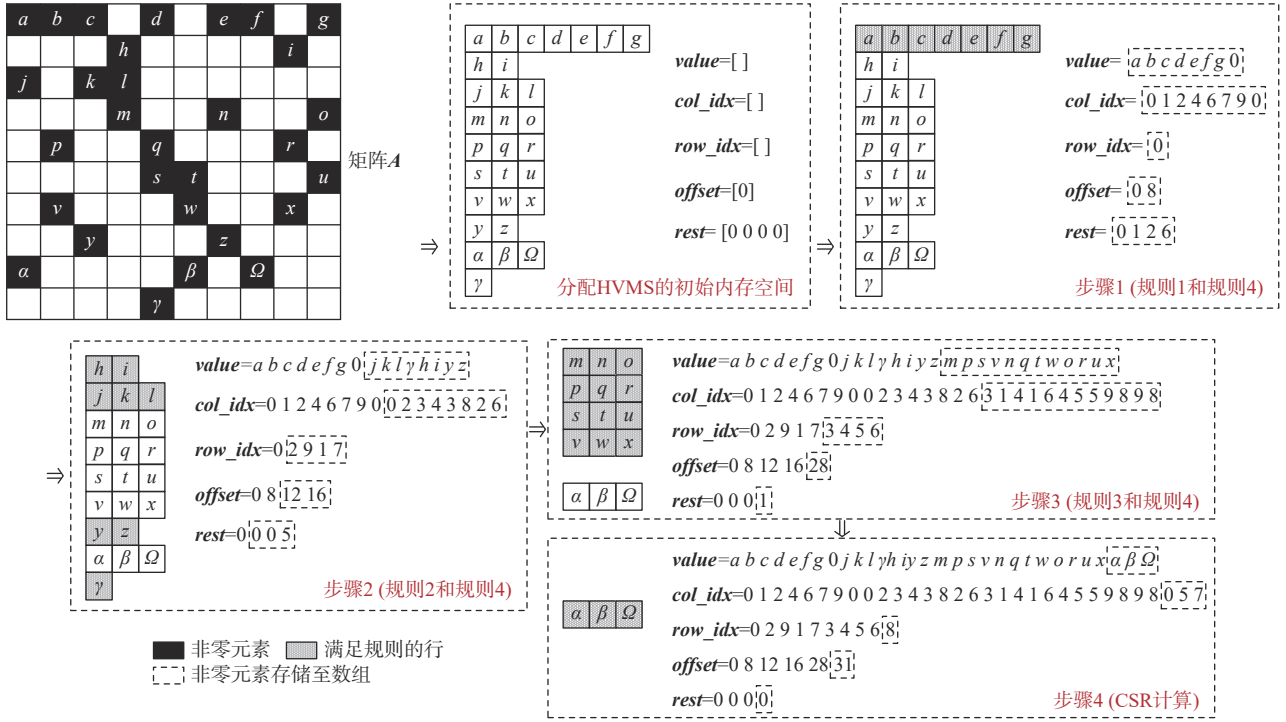 a b c d e f g
h i
j k l
m n o
p q r
s t u
v w x
y z
α β Ω
γ
矩阵A
⇒
a b c d e f g
h i
j k l
m n o
p q r
s t u
v w x
y z
α β Ω
γ
value=[ ]
col_idx=[ ]
row_idx=[ ]
offset=[0]
rest= [0 0 0 0]
分配HVMS的初始内存空间
⇒
a b c d e f g
h i
j k l
m n o
p q r
s t u
v w x
y z
α β Ω
γ
value= a b c d e f g 0
col_idx= 0 1 2 4 6 7 9 0
row_idx= 0
offset= 0 8
rest= 0 1 2 6
步骤1 (规则1和规则4)
⇒
h i
j k l
m n o
p q r
s t u
v w x
y z
α β Ω
γ
value=a b c d e f g 0 j k l γ h i y z
col_idx=0 1 2 4 6 7 9 0 0 2 3 4 3 8 2 6
row_idx=0 2 9 1 7
offset=0 8 12 16
rest=0 0 0 5
步骤2 (规则2和规则4)
⇒
m n o
p q r
s t u
v w x
α β Ω
value=a b c d e f g 0 j k l γ h i y z m p s v n q t w o r u x
col_idx=0 1 2 4 6 7 9 0 0 2 3 4 3 8 2 6 3 1 4 1 6 4 5 5 9 8 9 8
row_idx=0 2 9 1 7 3 4 5 6
offset=0 8 12 16 28
rest=0 0 0 1
步骤3 (规则3和规则4)
⇓
α β Ω
value=a b c d e f g 0 j k l γ h i y z m p s v n q t w o r u x α β Ω
col_idx=0 1 2 4 6 7 9 0 0 2 3 4 3 8 2 6 3 1 4 1 6 4 5 5 9 8 9 8 0 5 7
row_idx=0 2 9 1 7 3 4 5 6 8
offset=0 8 12 16 28 31
rest=0 0 0 0
步骤4 (CSR计算)
非零元素 满足规则的行
非零元素存储至数组